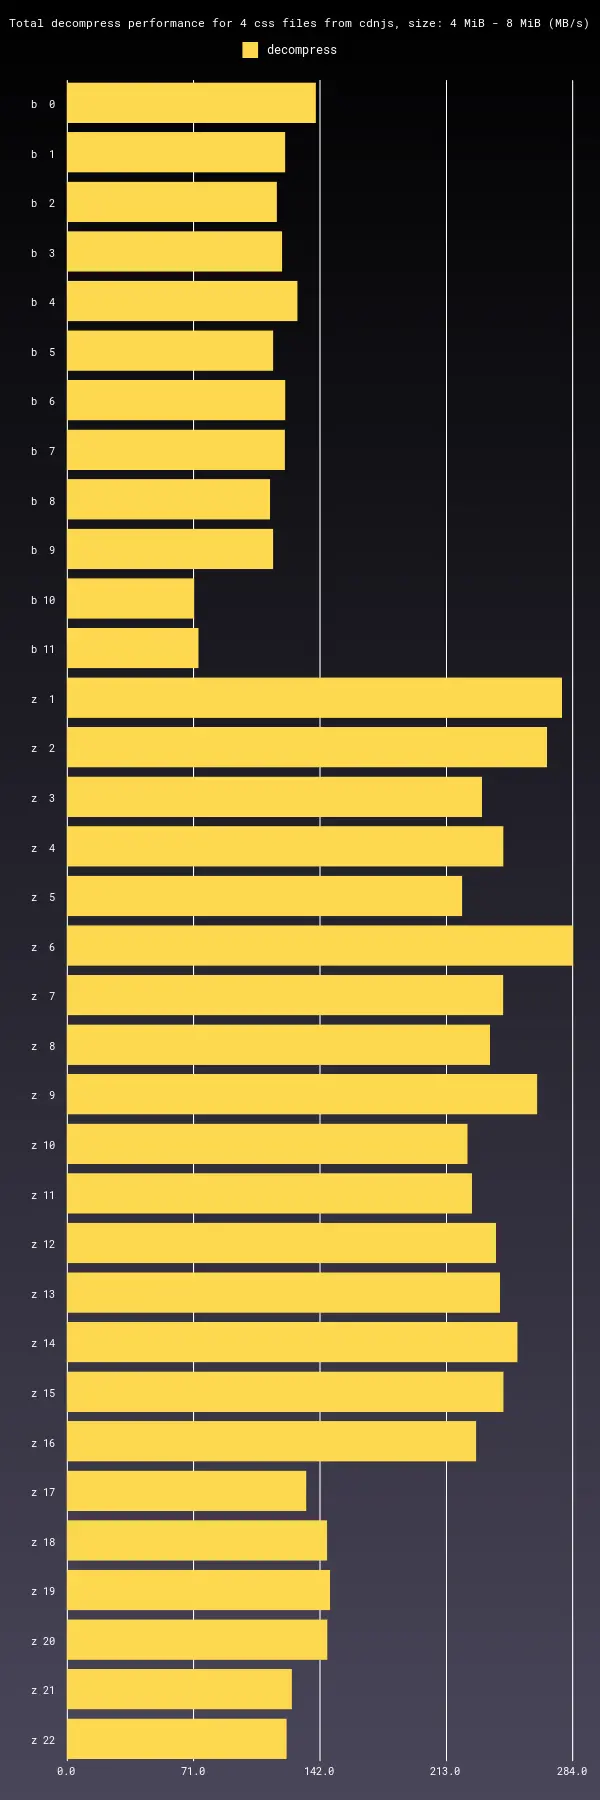 Total decompress performance for 4 css files from cdnjs, size: 4 MiB - 8 MiB (MB/s)
decompress
b  0
b  1
b  2
b  3
b  4
b  5
b  6
b  7
b  8
b  9
b 10
b 11
z  1
z  2
z  3
z  4
z  5
z  6
z  7
z  8
z  9
z 10
z 11
z 12
z 13
z 14
z 15
z 16
z 17
z 18
z 19
z 20
z 21
z 22
0.0 71.0 142.0 213.0 284.0